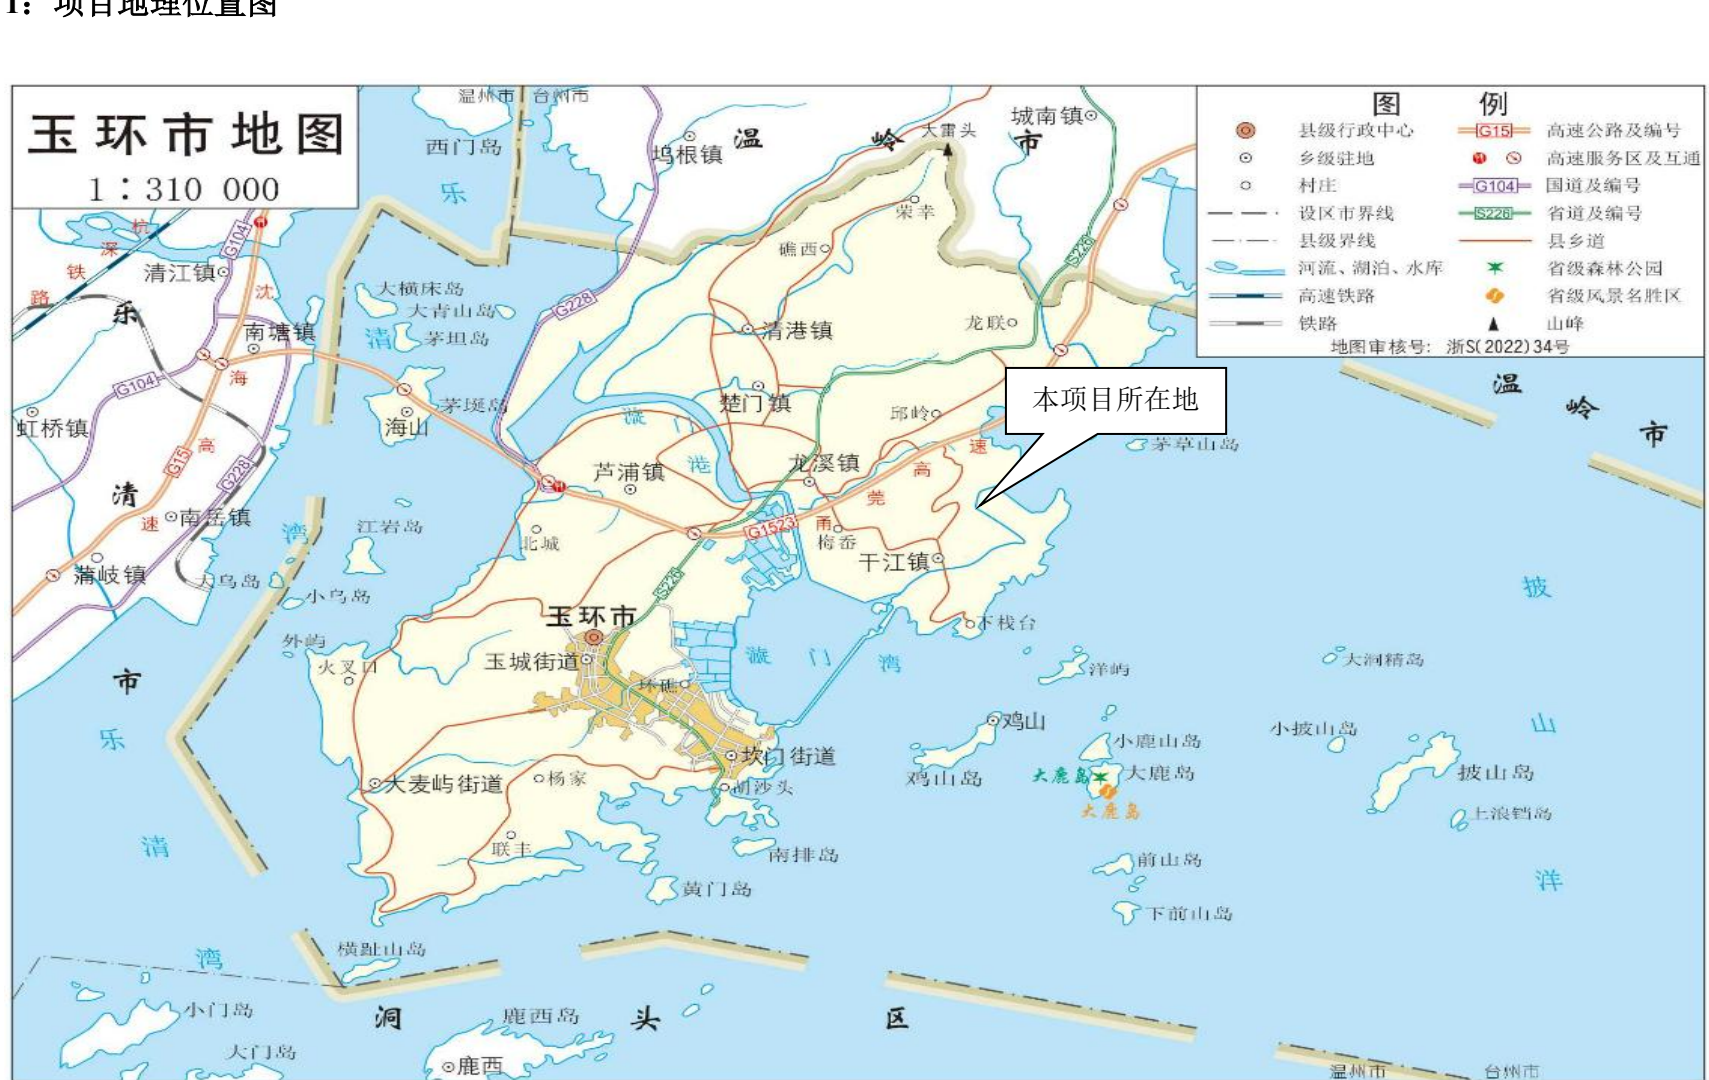 1：项目地理位置图
玉环市地图
1：310 000
图 例
县级行政中心
乡级驻地
村庄
设区市界线
县级界线
河流、湖泊、水库
高速铁路
铁路
G15 高速公路及编号
高速服务区及互通
G104 国道及编号
S226 省道及编号
县乡道
省级森林公园
省级风景名胜区
山峰
地图审核号：浙S(2022)34号
本项目所在地
温州市
台州市
西门岛
坞根镇
温岭市
大雷头
城南镇
乐
杭深铁路
清江镇
G104
沈海高速
南塘镇
乐清市
G104
虹桥镇
G15
G228
南岳镇
蒲岐镇
大横床岛
大青山岛
清
茅坦岛
茅埏岛
海山
G228
荣幸
礁西
清港镇
龙联
S226
楚门镇
漩门港
邱岭
芦浦镇
龙溪镇
甬莞高速
G1523
梅岙
干江镇
北城
江岩岛
湾
大乌岛
小乌岛
外屿
火叉口
S226
玉环市
玉城街道
环礁
漩门湾
下栈台
坎门街道
胡沙头
大麦屿街道
杨家
联丰
南排岛
黄门岛
横趾山岛
茅草山岛
温岭市
披山洋
洋屿
大洞精岛
鸡山
鸡山岛
小鹿山岛
大鹿岛
大鹿岛
大鹿岛
小披山岛
披山岛
上浪铛岛
前山岛
下前山岛
乐清湾
小门岛
大门岛
洞头区
鹿西岛
鹿西
温州市
台州市